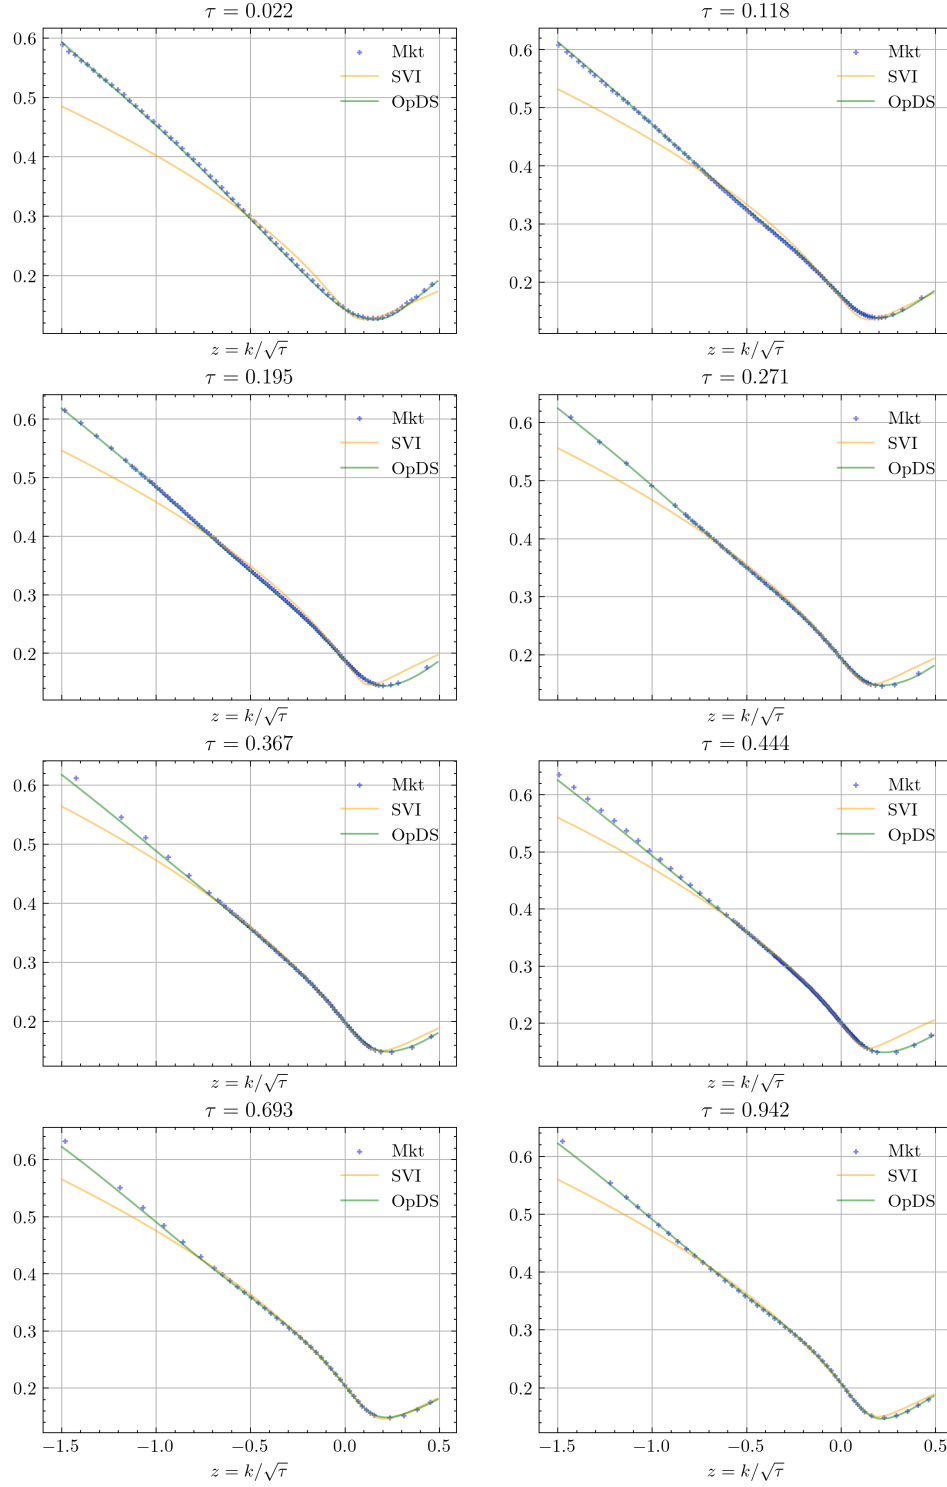 τ = 0.022
0.6
0.5
0.4
0.3
0.2
Mkt
SVI
OpDS
z = k/√τ
τ = 0.118
0.6
0.5
0.4
0.3
0.2
Mkt
SVI
OpDS
z = k/√τ
τ = 0.195
0.6
0.5
0.4
0.3
0.2
Mkt
SVI
OpDS
z = k/√τ
τ = 0.271
0.6
0.5
0.4
0.3
0.2
Mkt
SVI
OpDS
z = k/√τ
τ = 0.367
0.6
0.5
0.4
0.3
0.2
Mkt
SVI
OpDS
z = k/√τ
τ = 0.444
0.6
0.5
0.4
0.3
0.2
Mkt
SVI
OpDS
z = k/√τ
τ = 0.693
0.6
0.5
0.4
0.3
0.2
Mkt
SVI
OpDS
−1.5 −1.0 −0.5 0.0 0.5
z = k/√τ
τ = 0.942
0.6
0.5
0.4
0.3
0.2
Mkt
SVI
OpDS
−1.5 −1.0 −0.5 0.0 0.5
z = k/√τ